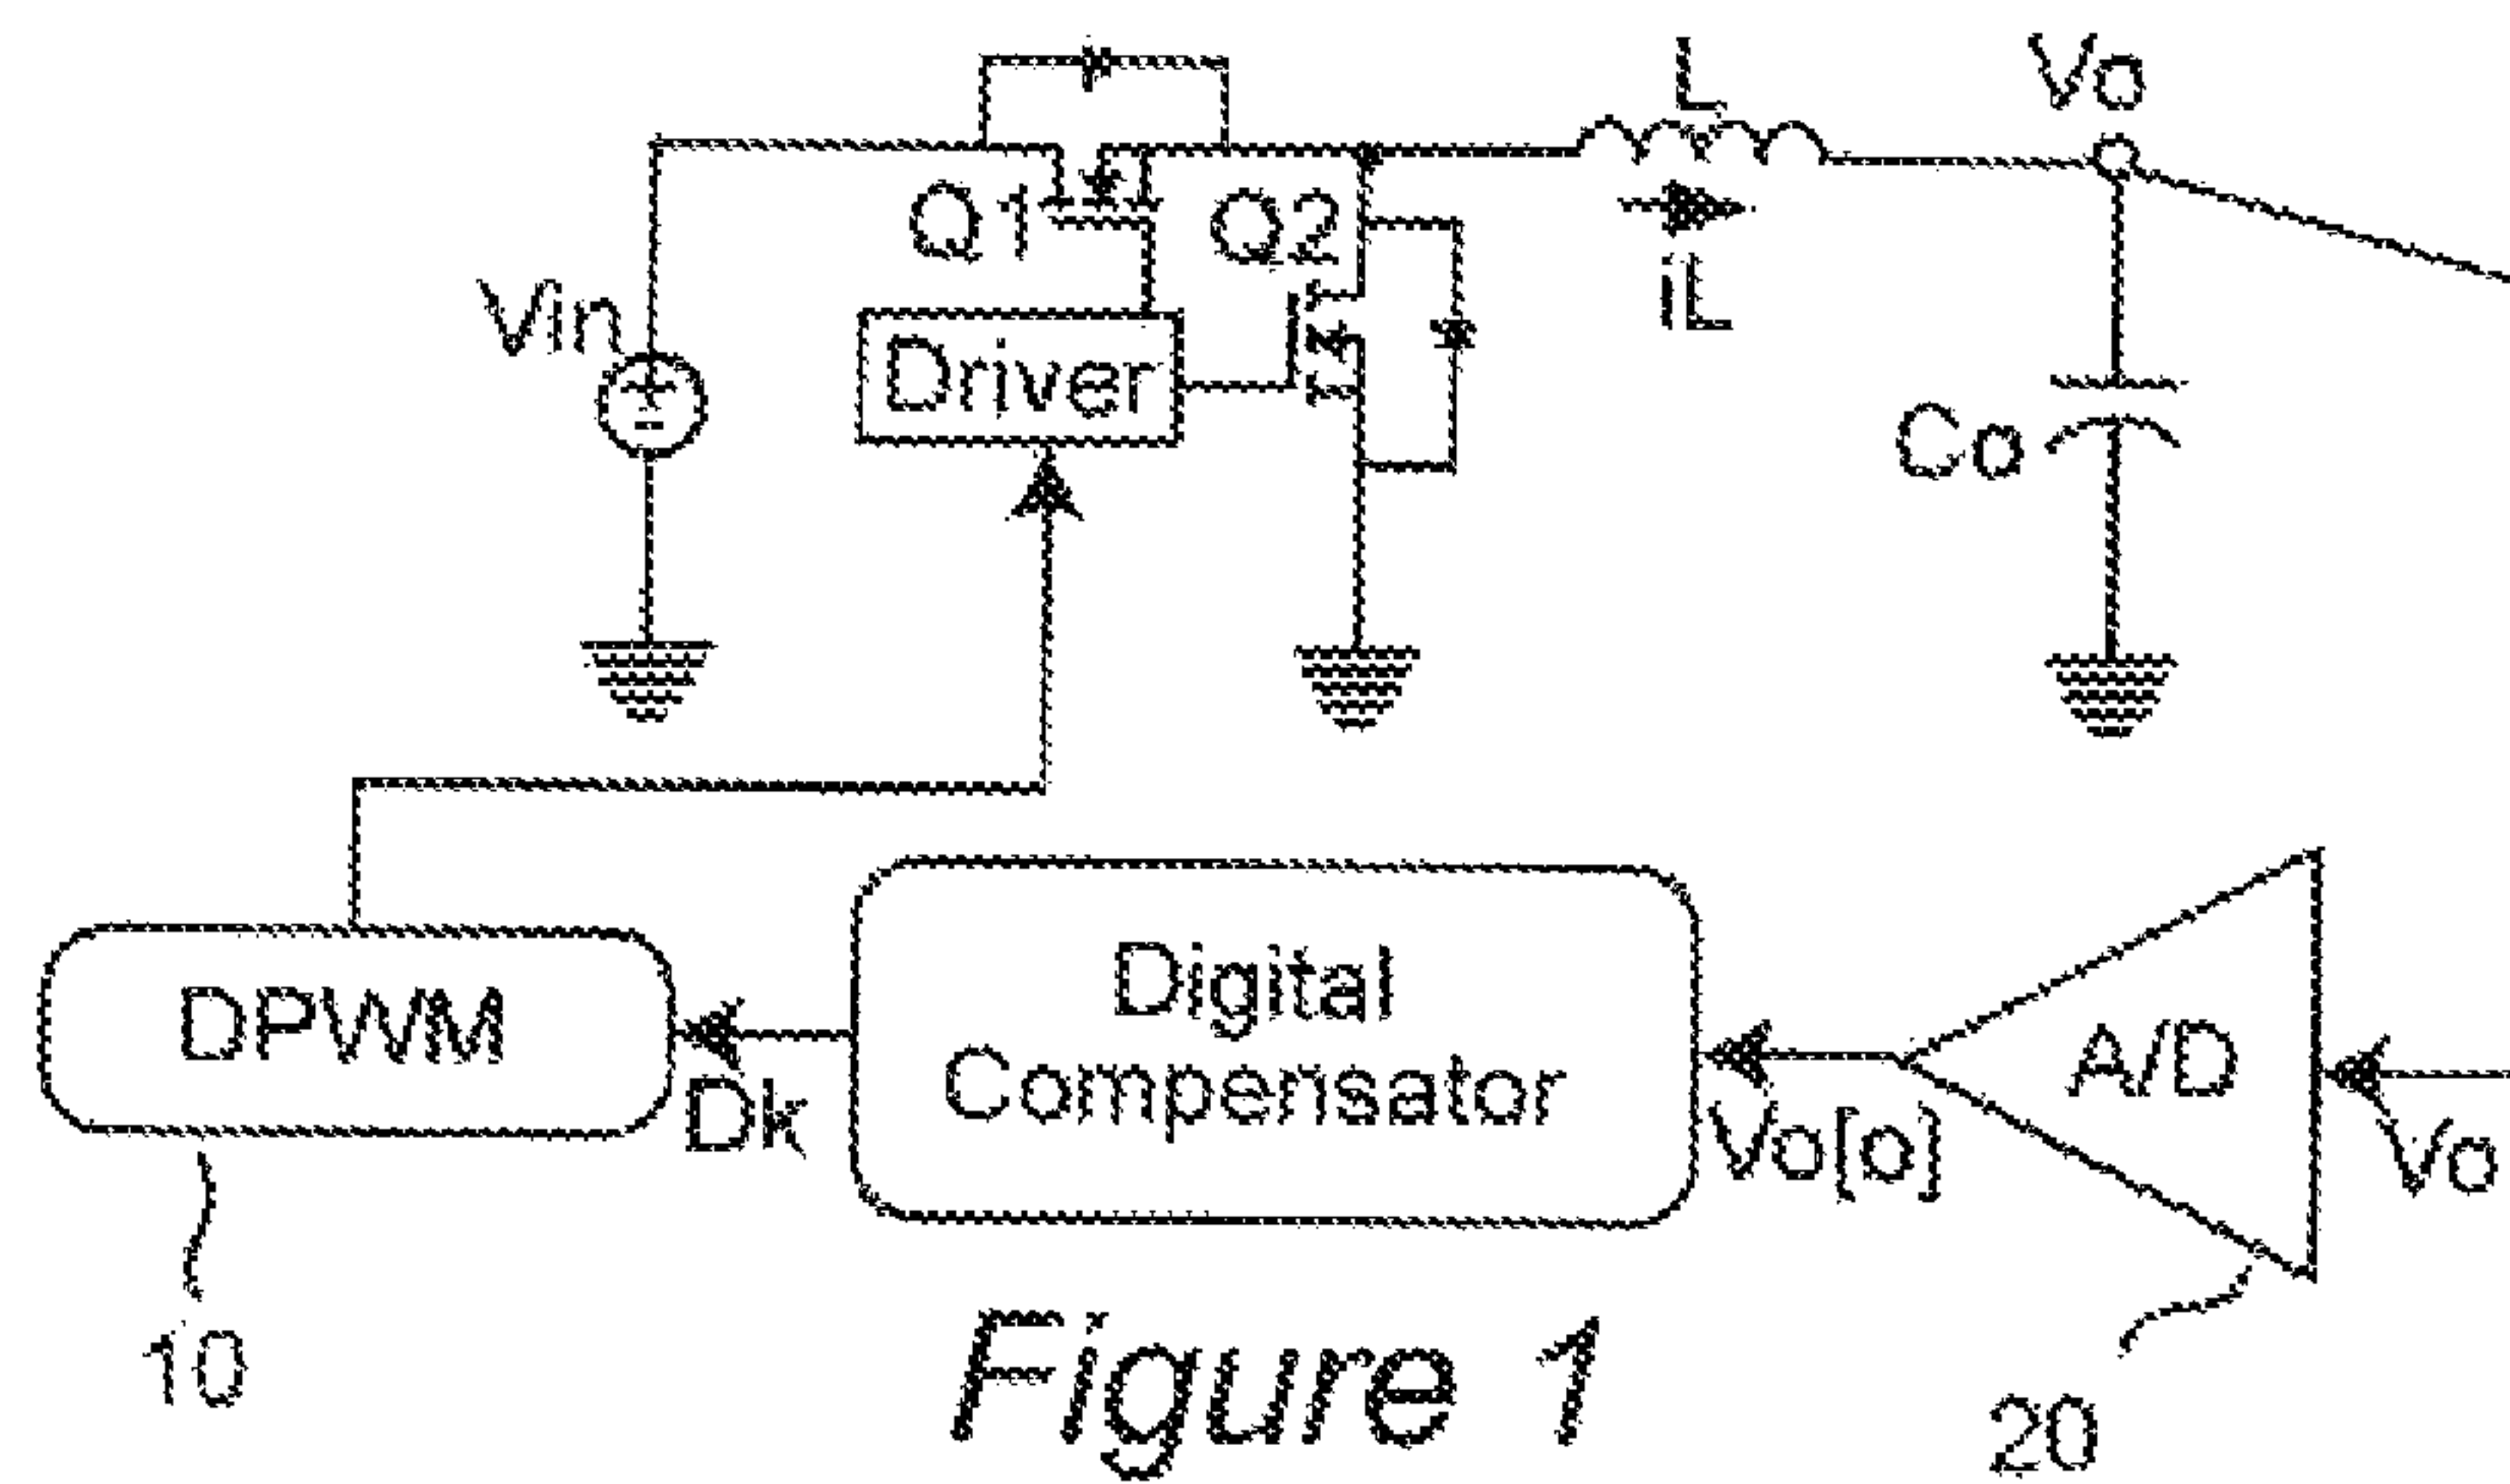 L
Vo
Q1
Q2
Vin
iL
Driver
Co
DPWM
Digital
Compensator
A/D
Dk
Vo[o]
Vo
10
Figure 1
20